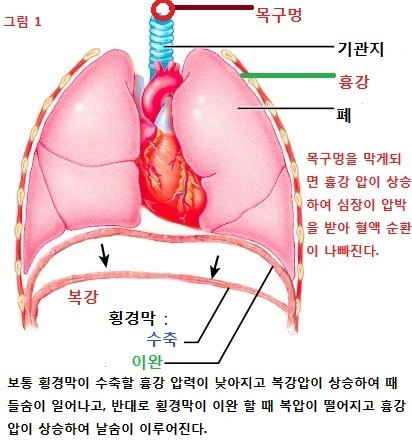 그림 1
목구멍
기관지
흉강
폐
목구멍을 막게되
면 흉강 압이 상승
하여 심장이 압박
을 받아 혈액 순환
이 나빠진다.
복강
횡경막 :
수축
이완
보통 횡경막이 수축할 흉강 압력이 낮아지고 복강압이 상승하여 때
들숨이 일어나고, 반대로 횡경막이 이완 할 때 복압이 떨어지고 흉강
압이 상승하여 날숨이 이루어진다.